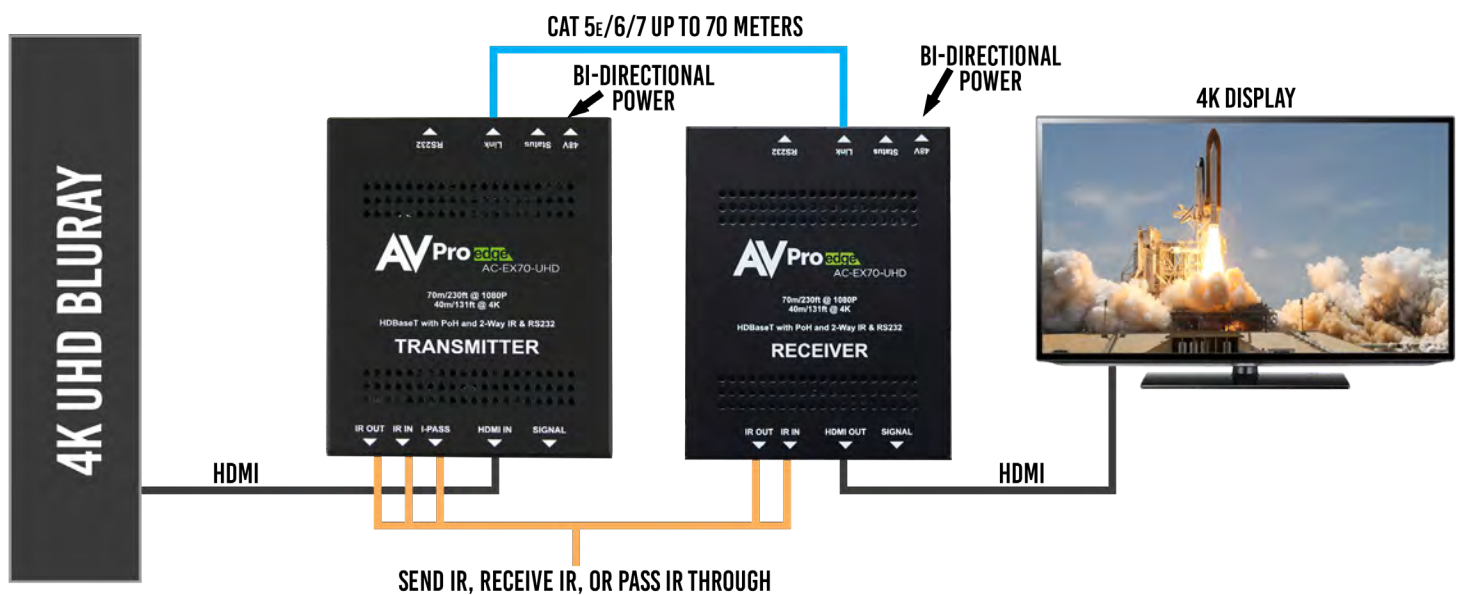 CAT 5E/6/7 UP TO 70 METERS
BI-DIRECTIONAL
POWER
BI-DIRECTIONAL
POWER
4K DISPLAY
4K UHD BLURAY
RS232 Link Status 48V
AVPro edge
AC-EX70-UHD
70m/230ft @ 1080P
40m/131ft @ 4K
HDBaseT with PoH and 2-Way IR & RS232
TRANSMITTER
IR OUT IR IN I-PASS HDMI IN SIGNAL
RS232 Link Status 48V
AVPro edge
AC-EX70-UHD
70m/230ft @ 1080P
40m/131ft @ 4K
HDBaseT with PoH and 2-Way IR & RS232
RECEIVER
IR OUT IR IN HDMI OUT SIGNAL
HDMI
HDMI
SEND IR, RECEIVE IR, OR PASS IR THROUGH